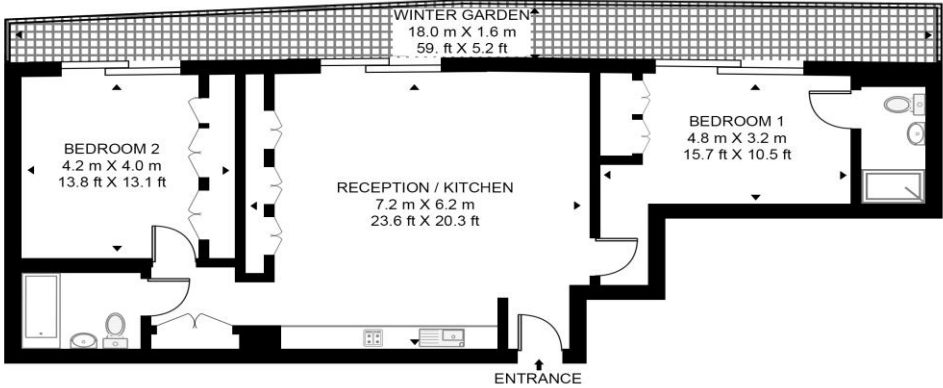 WINTER GARDEN
18.0 m X 1.6 m
59. ft X 5.2 ft
BEDROOM 2
4.2 m X 4.0 m
13.8 ft X 13.1 ft
RECEPTION / KITCHEN
7.2 m X 6.2 m
23.6 ft X 20.3 ft
BEDROOM 1
4.8 m X 3.2 m
15.7 ft X 10.5 ft
ENTRANCE